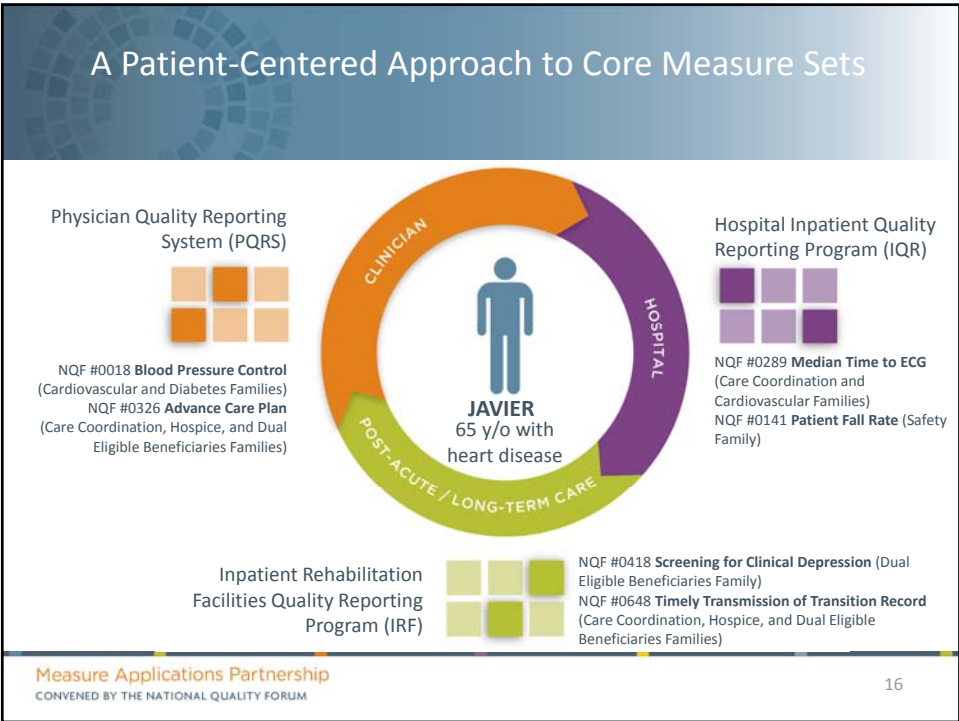 A Patient-Centered Approach to Core Measure Sets
Physician Quality Reporting
System (PQRS)
NQF #0018 Blood Pressure Control
(Cardiovascular and Diabetes Families)
NQF #0326 Advance Care Plan
(Care Coordination, Hospice, and Dual
Eligible Beneficiaries Families)
CLINICIAN
HOSPITAL
POST-ACUTE / LONG-TERM CARE
JAVIER
65 y/o with
heart disease
Hospital Inpatient Quality
Reporting Program (IQR)
NQF #0289 Median Time to ECG
(Care Coordination and
Cardiovascular Families)
NQF #0141 Patient Fall Rate (Safety
Family)
Inpatient Rehabilitation
Facilities Quality Reporting
Program (IRF)
NQF #0418 Screening for Clinical Depression (Dual
Eligible Beneficiaries Family)
NQF #0648 Timely Transmission of Transition Record
(Care Coordination, Hospice, and Dual Eligible
Beneficiaries Families)
Measure Applications Partnership
CONVENED BY THE NATIONAL QUALITY FORUM
16